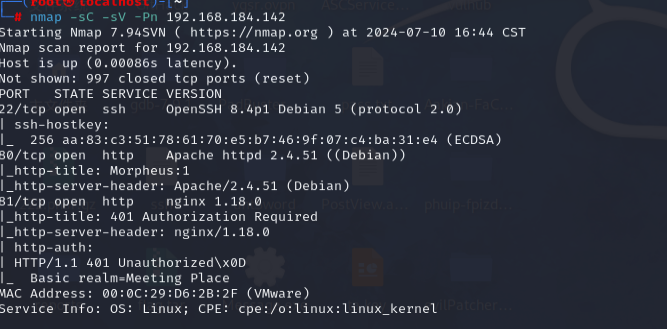 (root㉿localhost)-[~]
# nmap -sC -sV -Pn 192.168.184.142
Starting Nmap 7.94SVN ( https://nmap.org ) at 2024-07-10 16:44 CST
Nmap scan report for 192.168.184.142
Host is up (0.00086s latency).
Not shown: 997 closed tcp ports (reset)
PORT   STATE SERVICE VERSION
22/tcp open  ssh     OpenSSH 8.4p1 Debian 5 (protocol 2.0)
| ssh-hostkey:
|_  256 aa:83:c3:51:78:61:70:e5:b7:46:9f:07:c4:ba:31:e4 (ECDSA)
80/tcp open  http    Apache httpd 2.4.51 ((Debian))
|_http-title: Morpheus:1
|_http-server-header: Apache/2.4.51 (Debian)
81/tcp open  http    nginx 1.18.0
|_http-title: 401 Authorization Required
|_http-server-header: nginx/1.18.0
| http-auth:
| HTTP/1.1 401 Unauthorized\x0D
|_  Basic realm=Meeting Place
MAC Address: 00:0C:29:D6:2B:2F (VMware)
Service Info: OS: Linux; CPE: cpe:/o:linux:linux_kernel